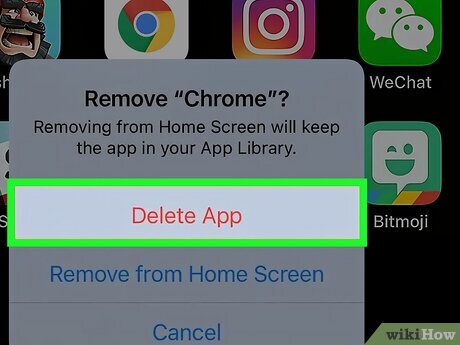 WeChat
Remove “Chrome”?
Removing from Home Screen will keep
the app in your App Library.
Bitmoji
Delete App
Remove from Home Screen
Cancel
wikiHow